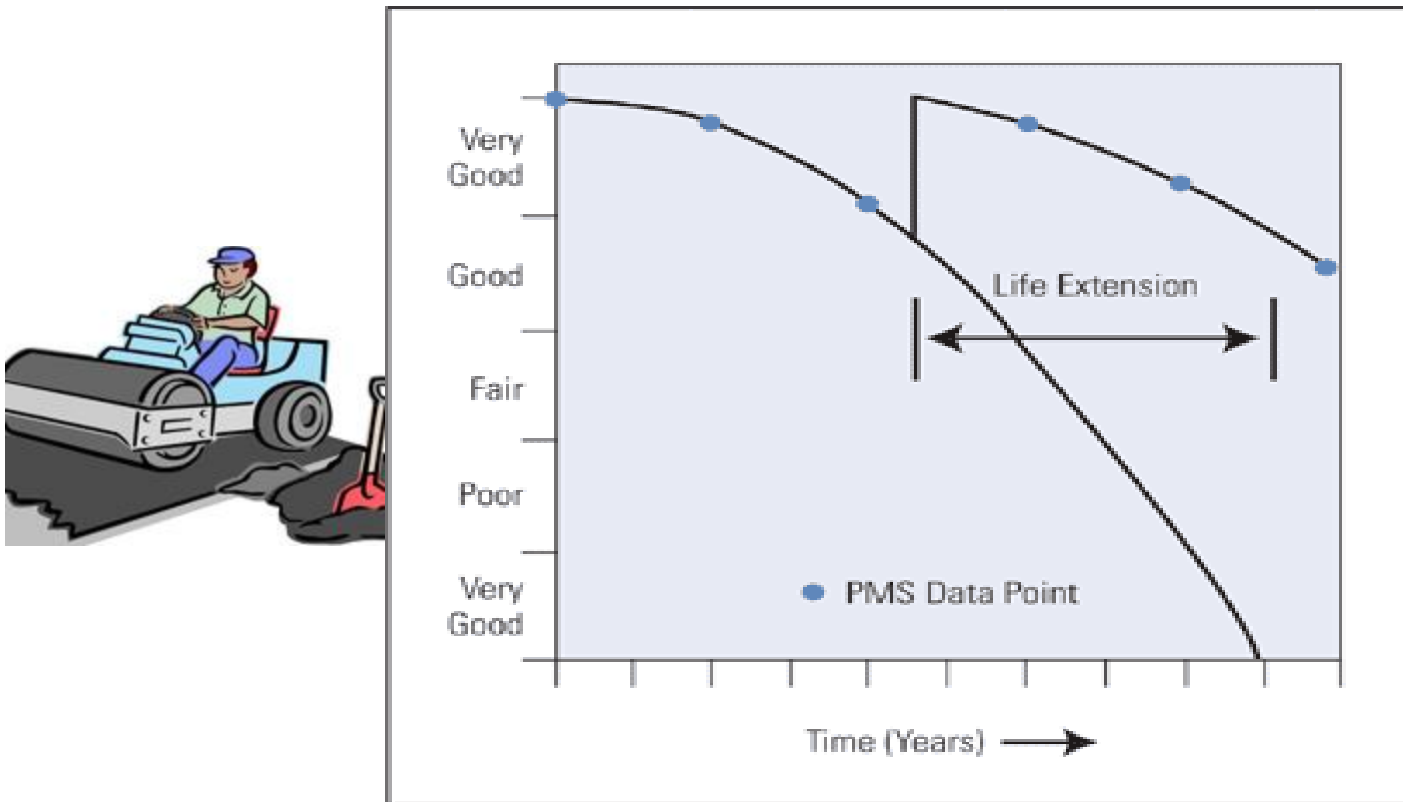 Very
Good
Good
Life Extension
Fair
Poor
Very
Good
PMS Data Point
Time (Years)